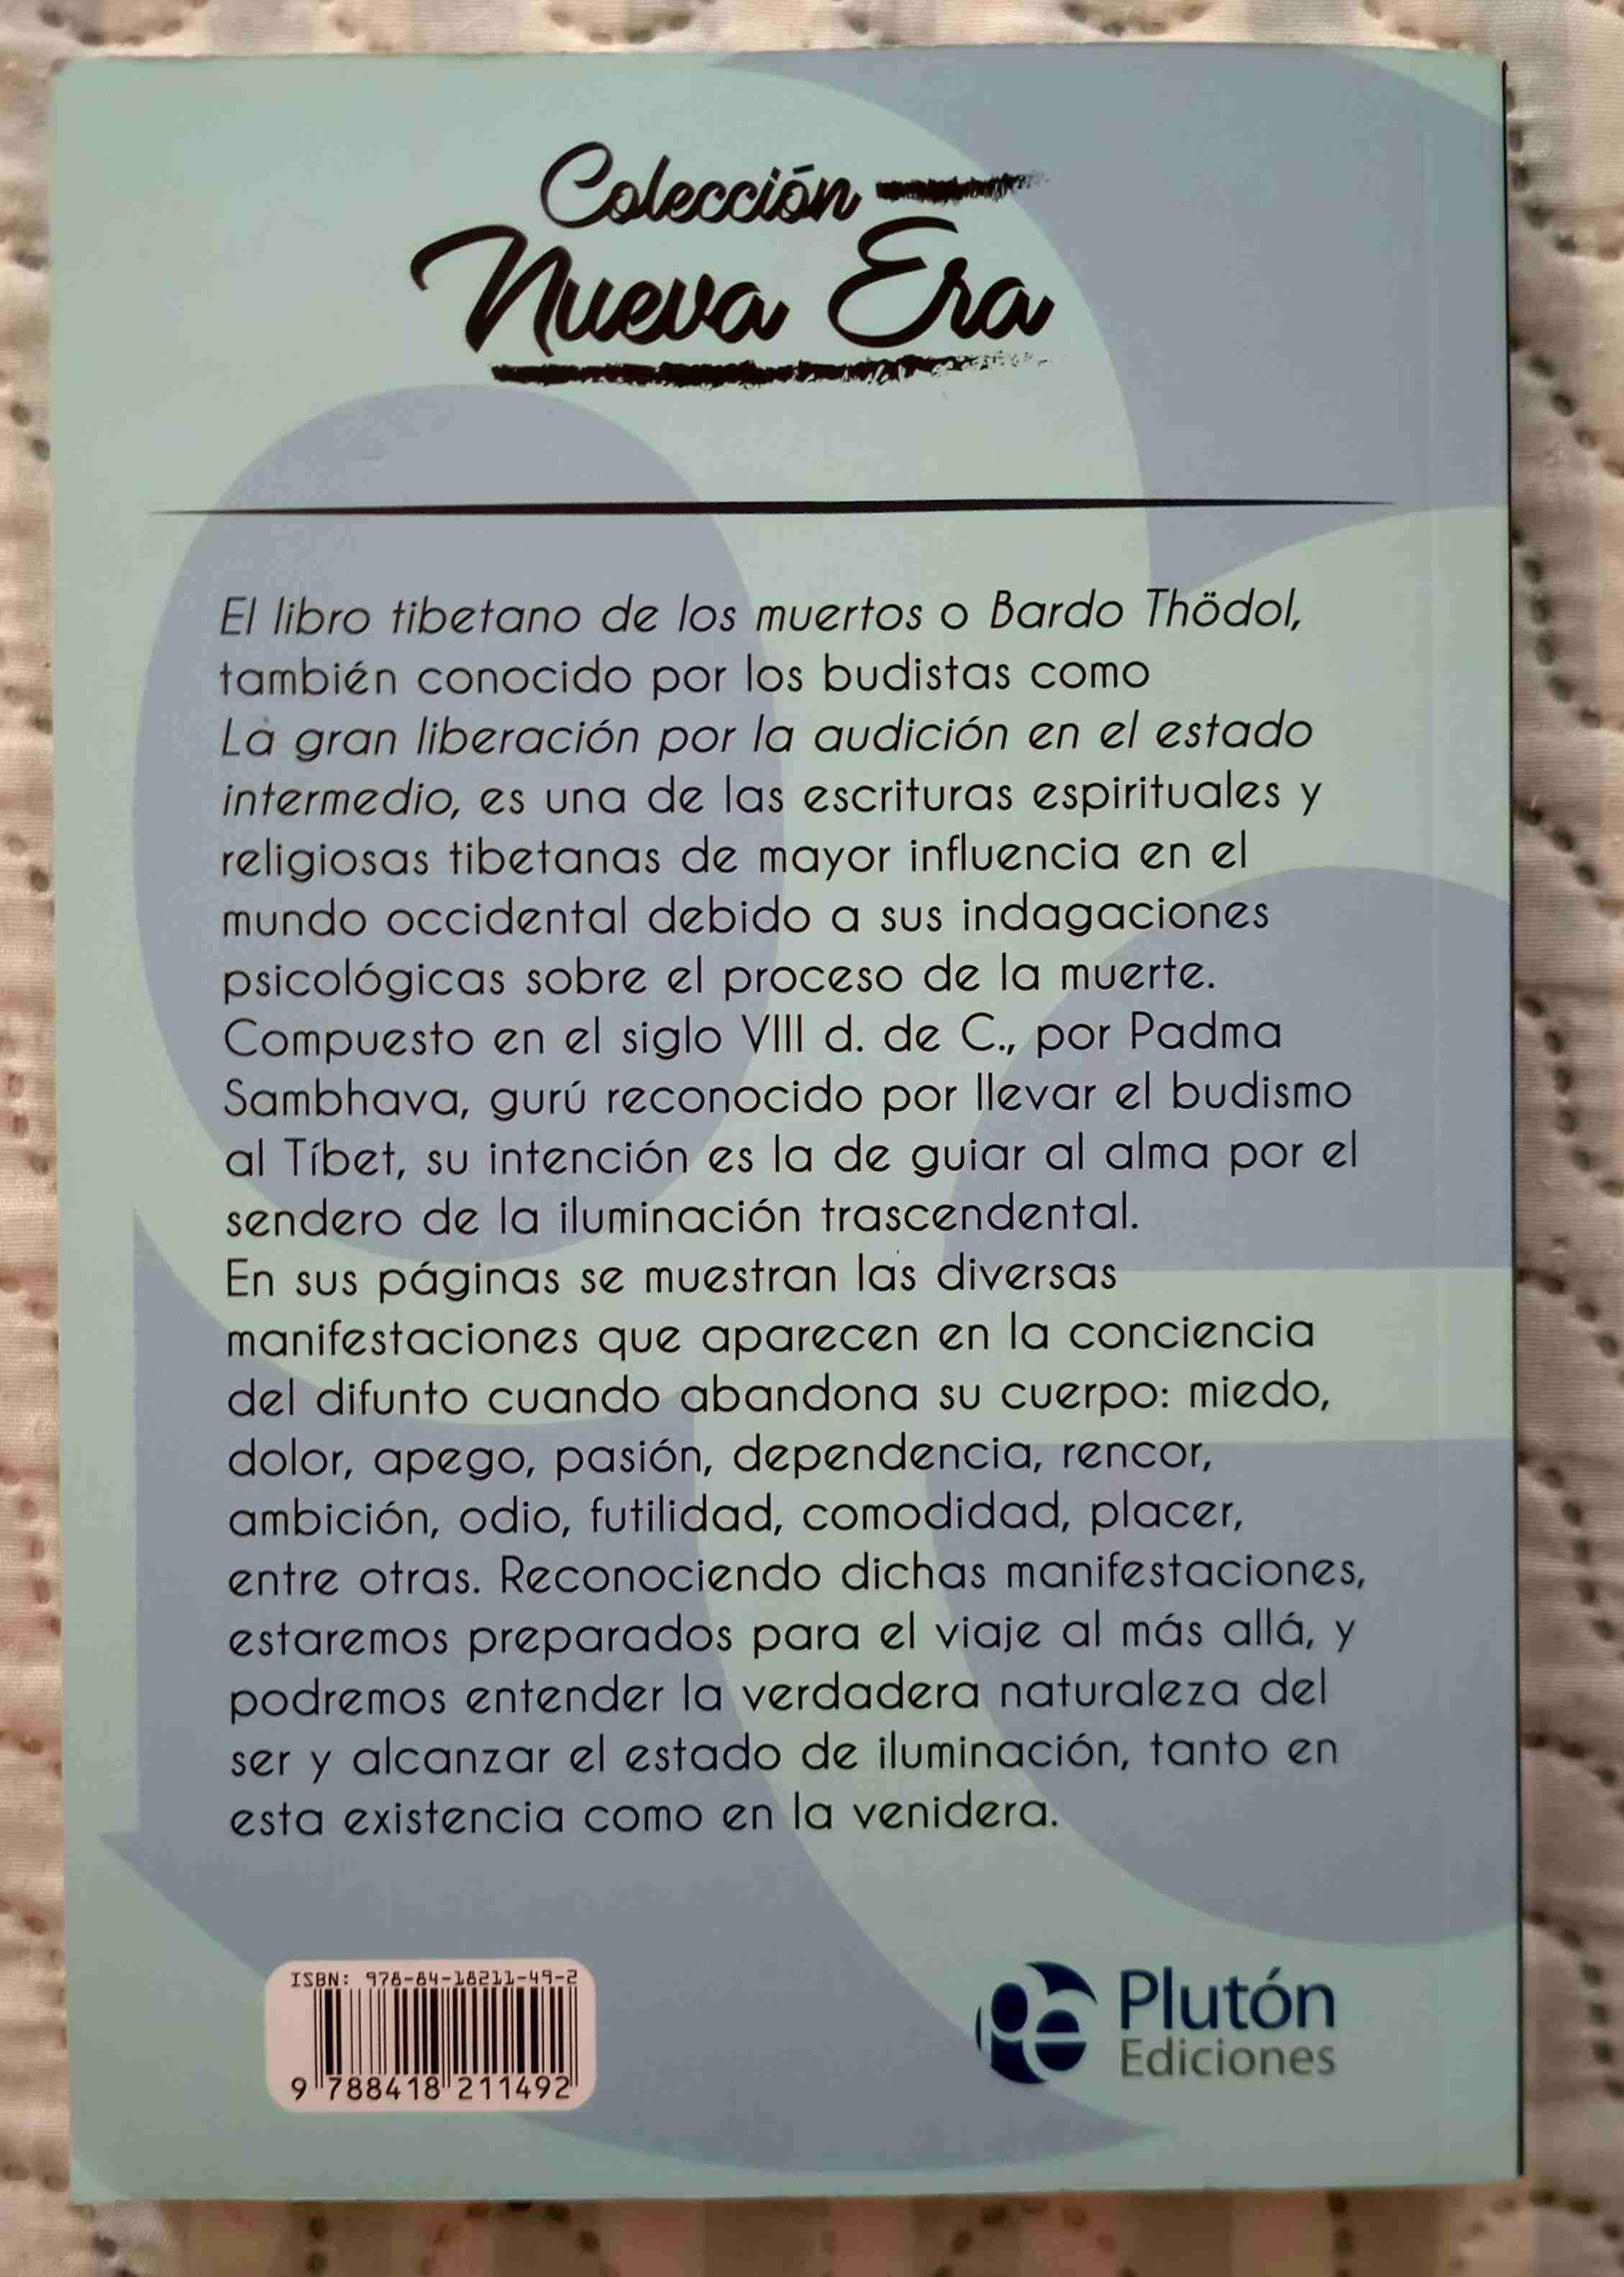 Colección
Nueva Era
El libro tibetano de los muertos o Bardo Thödol,
también conocido por los budistas como
La gran liberación por la audición en el estado
intermedio, es una de las escrituras espirituales y
religiosas tibetanas de mayor influencia en el
mundo occidental debido a sus indagaciones
psicológicas sobre el proceso de la muerte.
Compuesto en el siglo VIII d. de C., por Padma
Sambhava, gurú reconocido por llevar el budismo
al Tíbet, su intención es la de guiar al alma por el
sendero de la iluminación trascendental.
En sus páginas se muestran las diversas
manifestaciones que aparecen en la conciencia
del difunto cuando abandona su cuerpo: miedo,
dolor, apego, pasión, dependencia, rencor,
ambición, odio, futilidad, comodidad, placer,
entre otras. Reconociendo dichas manifestaciones,
estaremos preparados para el viaje al más allá, y
podremos entender la verdadera naturaleza del
ser y alcanzar el estado de iluminación, tanto en
esta existencia como en la venidera.
ISBN: 978-84-18211-49-2
9 788418 211492
Plutón
Ediciones